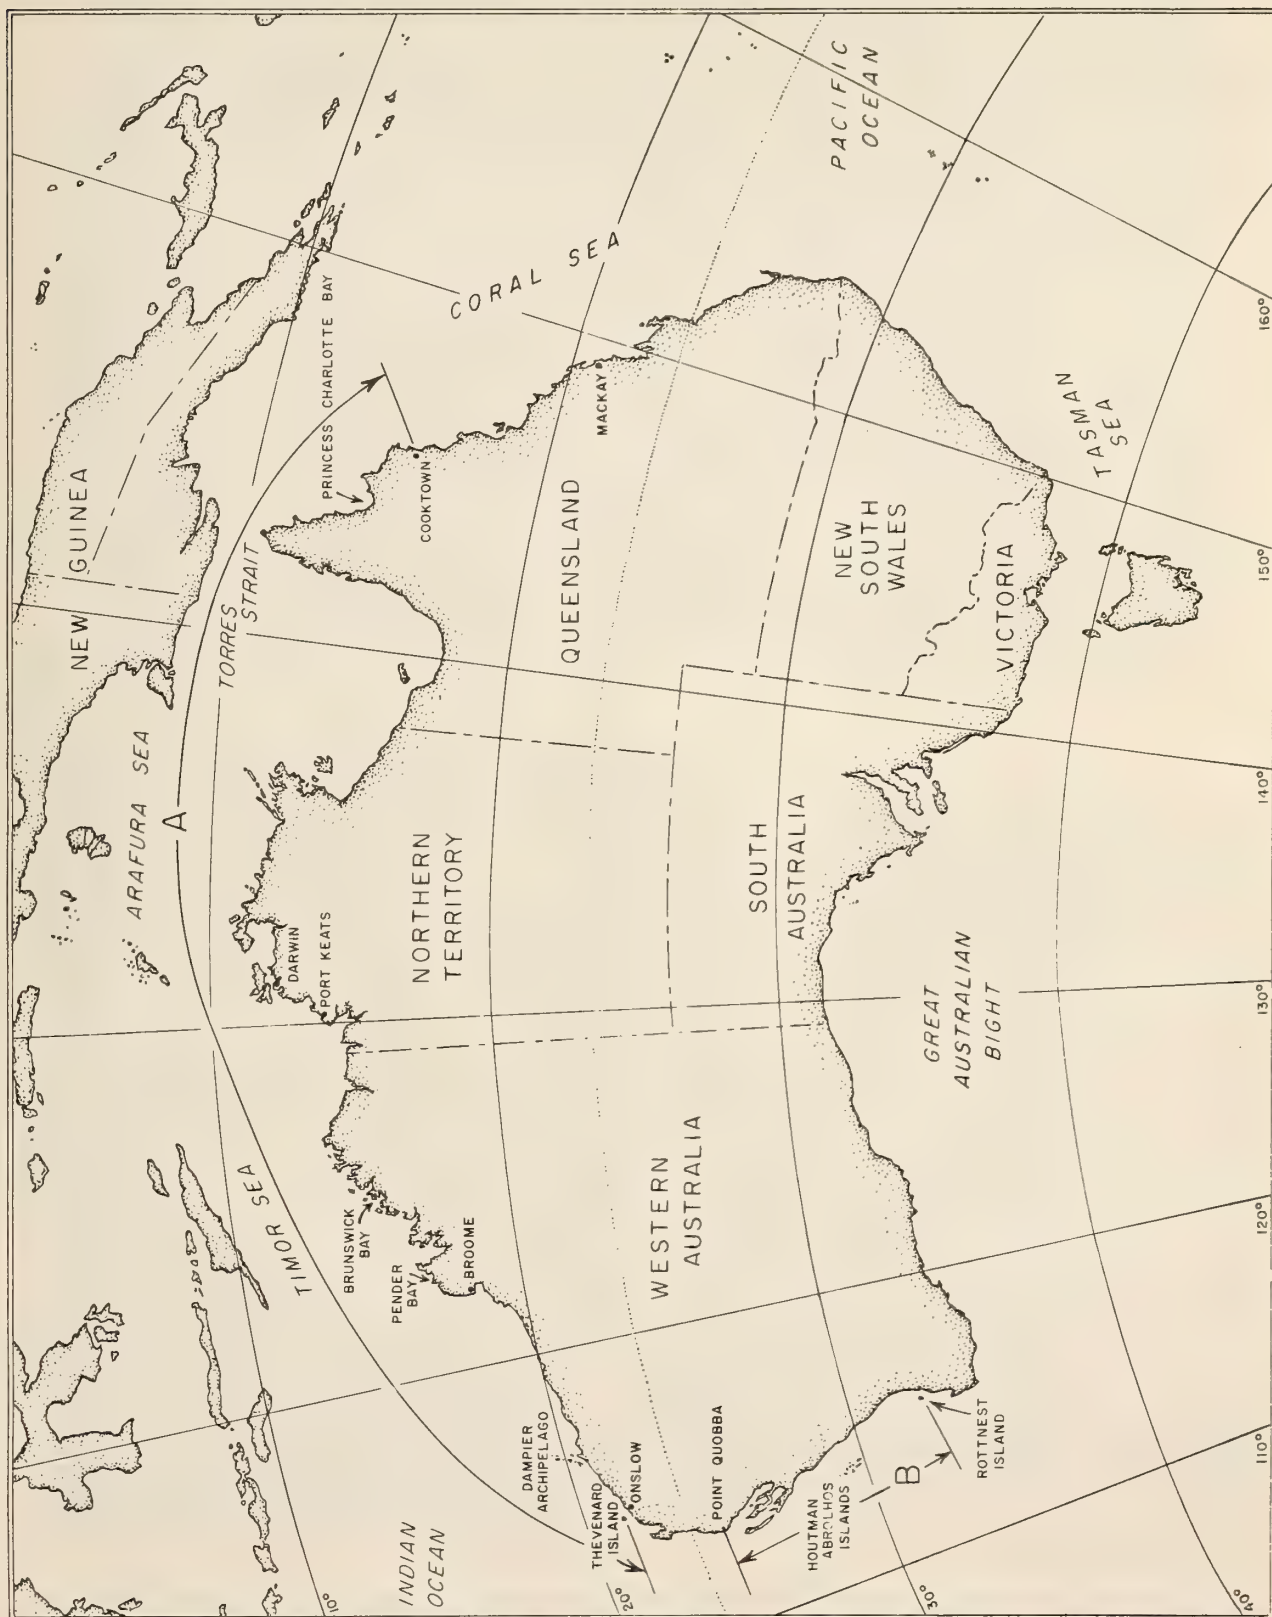 PACIFIC
OCEAN
CORAL SEA
PRINCESS CHARLOTTE BAY
NEW GUINEA
TORRES
STRAIT
ARAFURA SEA
A
COOKTOWN
MACKAY
QUEENSLAND
NEW
SOUTH
WALES
VICTORIA
TASMAN
SEA
DARWIN
PORT KEATS
NORTHERN
TERRITORY
SOUTH
AUSTRALIA
GREAT
AUSTRALIAN
BIGHT
TIMOR SEA
BRUNSWICK
BAY
PENDER
BAY
BROOME
WESTERN
AUSTRALIA
DAMPIER
ARCHIPELAGO
THEVENARD
ISLAND
ONSLOW
POINT QUOBBA
HOUTMAN
ABROLHOS
ISLANDS
B
ROTTNEST
ISLAND
INDIAN
OCEAN
10°
20°
30°
40°
110°
120°
130°
140°
150°
160°